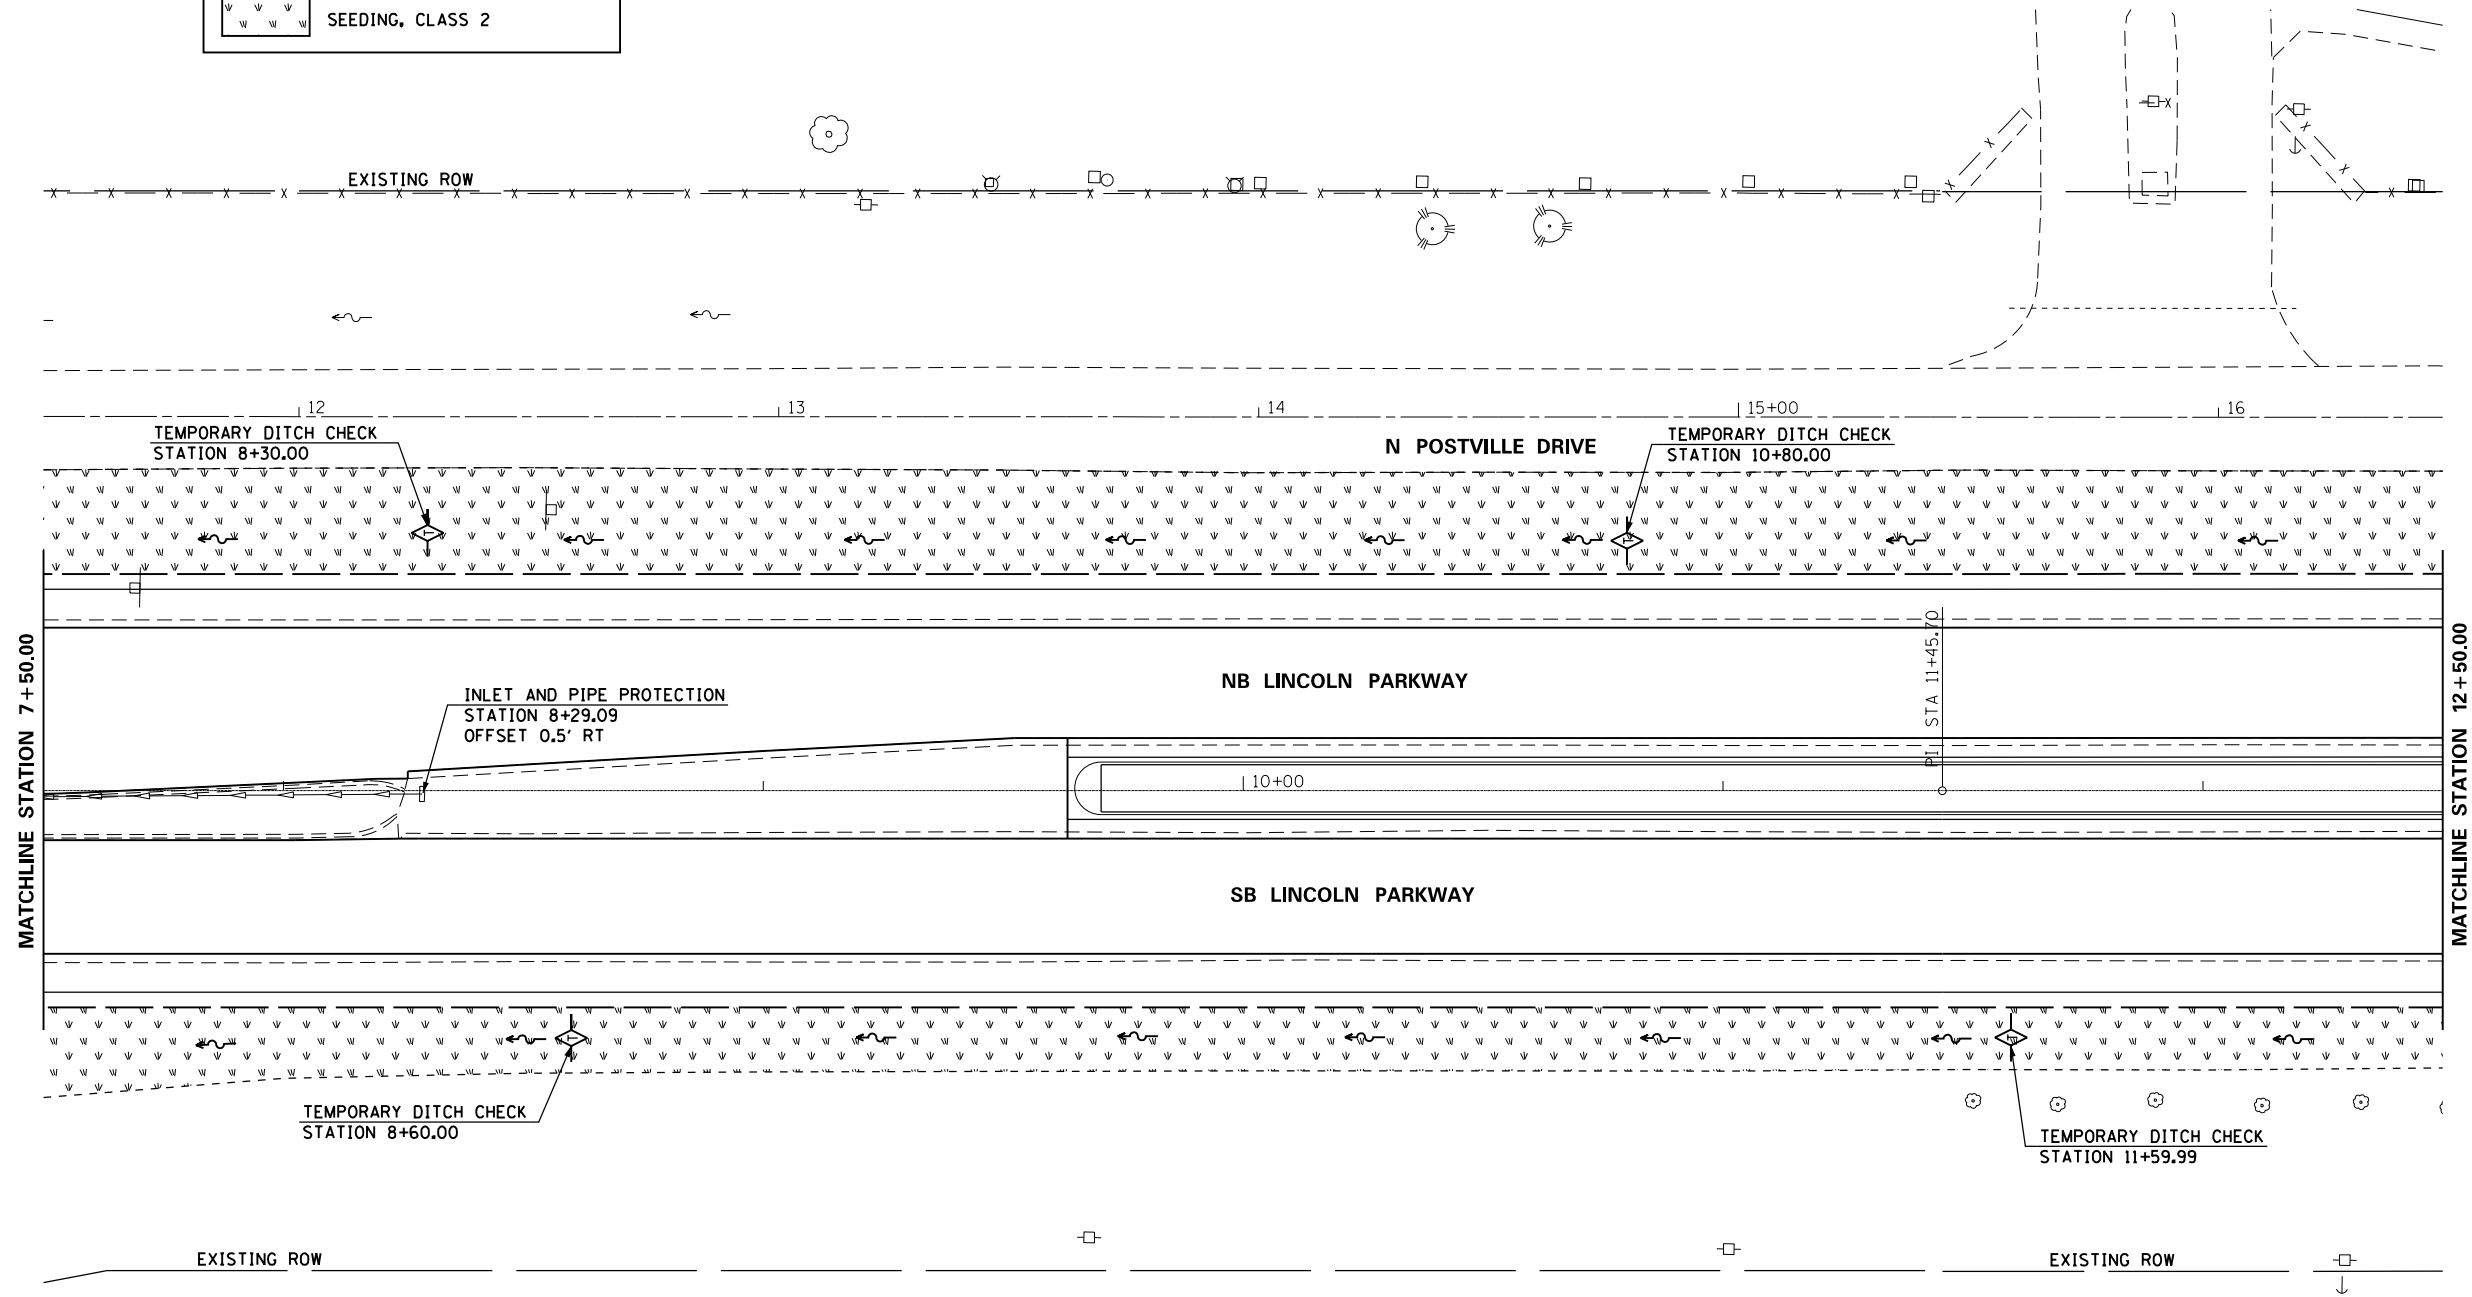 SEEDING, CLASS 2
EXISTING ROW
12
13
14
15+00
16
TEMPORARY DITCH CHECK
STATION 8+30.00
N POSTVILLE DRIVE
TEMPORARY DITCH CHECK
STATION 10+80.00
MATCHLINE STATION 7+50.00
NB LINCOLN PARKWAY
PI STA 11+45.70
MATCHLINE STATION 12+50.00
INLET AND PIPE PROTECTION
STATION 8+29.09
OFFSET 0.5' RT
10+00
SB LINCOLN PARKWAY
TEMPORARY DITCH CHECK
STATION 8+60.00
TEMPORARY DITCH CHECK
STATION 11+59.99
EXISTING ROW
EXISTING ROW